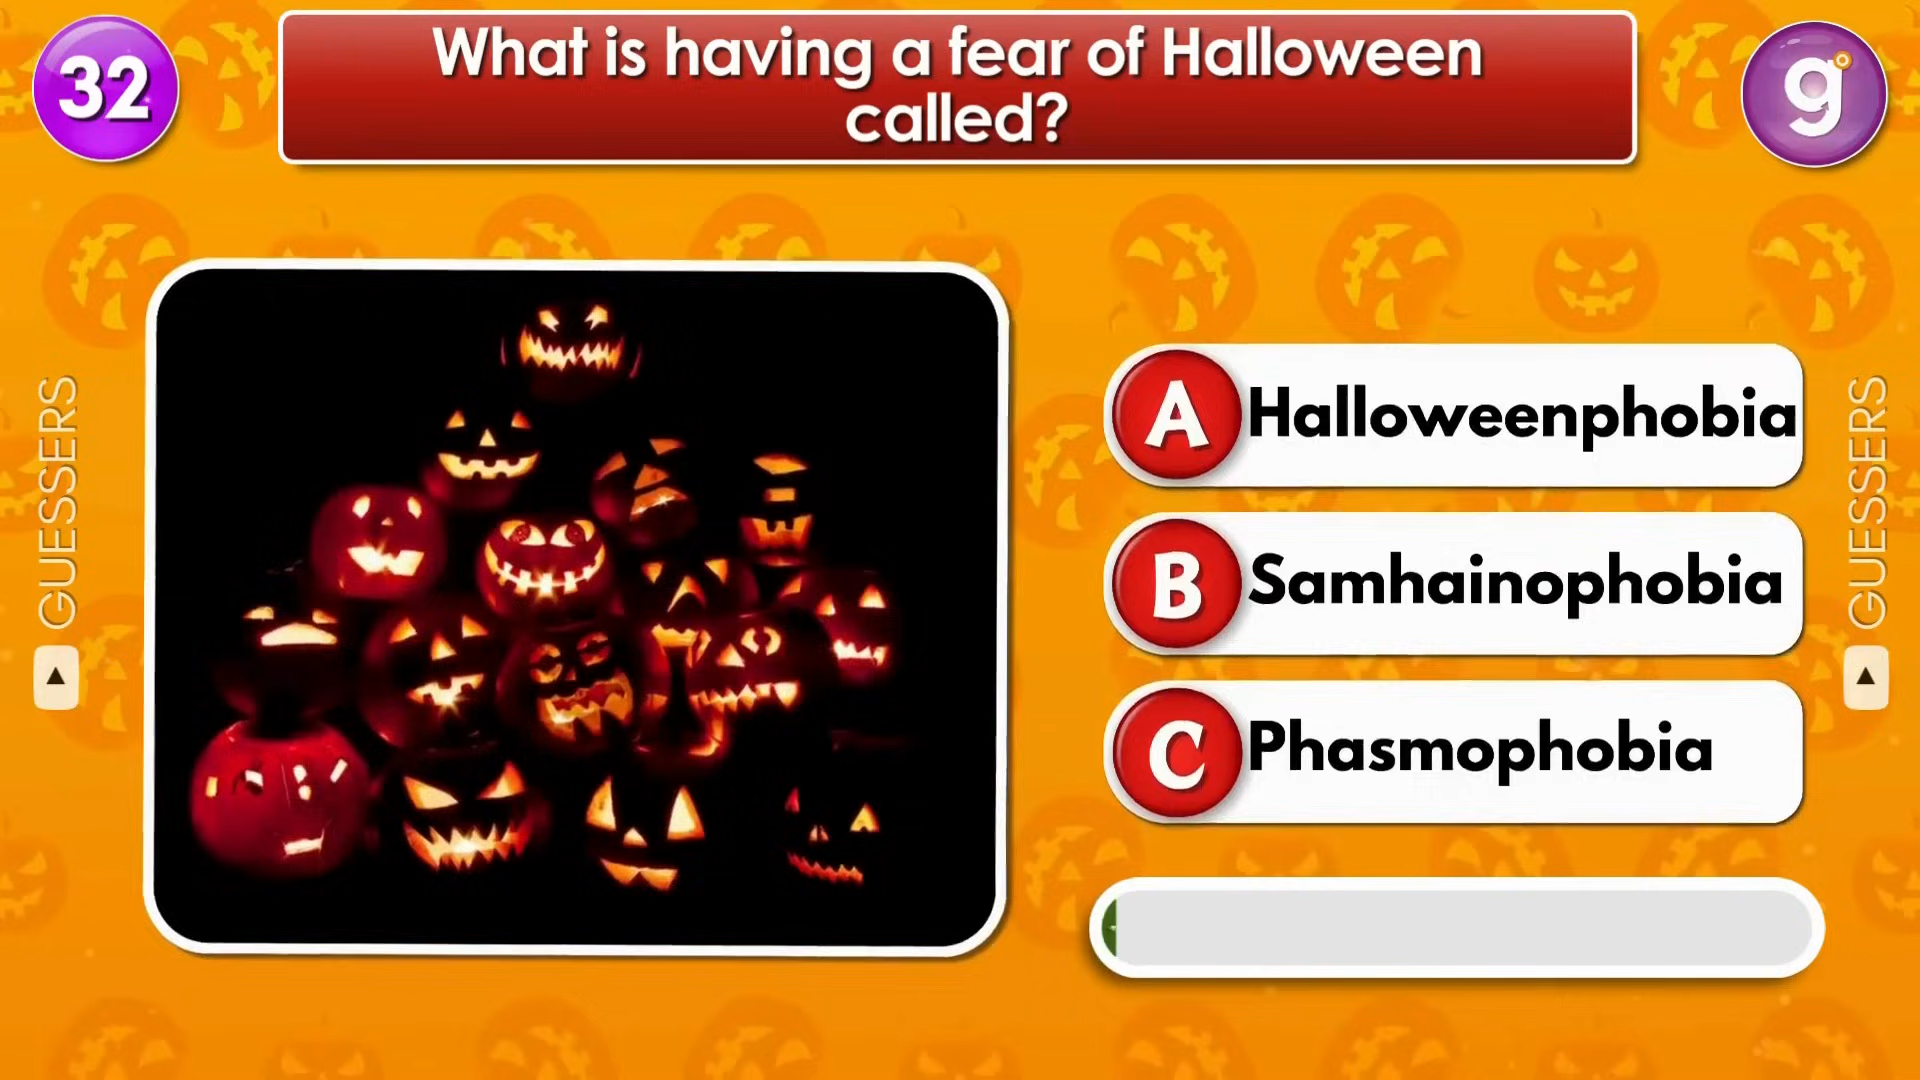 32
What is having a fear of Halloween
called?
g
GUESSERS
A Halloweenphobia
B Samhainophobia
C Phasmophobia
GUESSERS